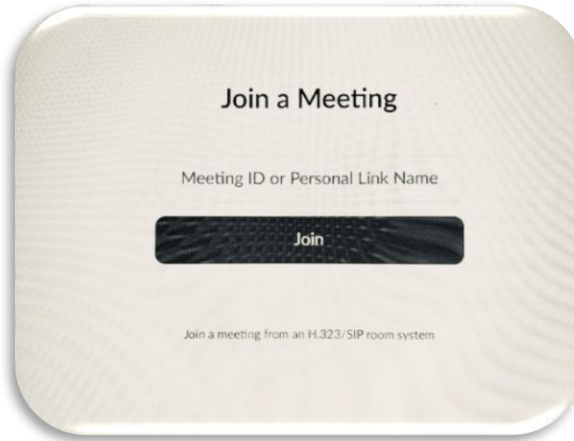 Join a Meeting
Meeting ID or Personal Link Name
Join
Join a meeting from an H.323/SIP room system